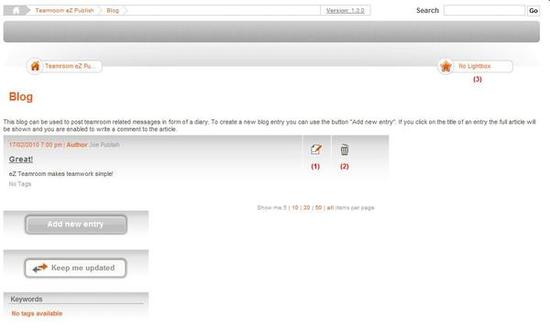 Teamroom eZ Publish Blog Version: 1.2.0 Search Go
Teamroom eZ Pu... No Lightbox
(3)
Blog
This blog can be used to post teamroom related messages in form of a diary. To create a new blog entry you can use the button "Add new entry". If you click on the title of an entry the full article will
be shown and you are enabled to write a comment to the article.
17/02/2010 7:00 pm | Author Joe Publish
(1) (2)
Great!
eZ Teamroom makes teamwork simple!
No Tags
Show me 5 | 10 | 20 | 50 | all items per page
Add new entry
Keep me updated
Keywords
No tags available